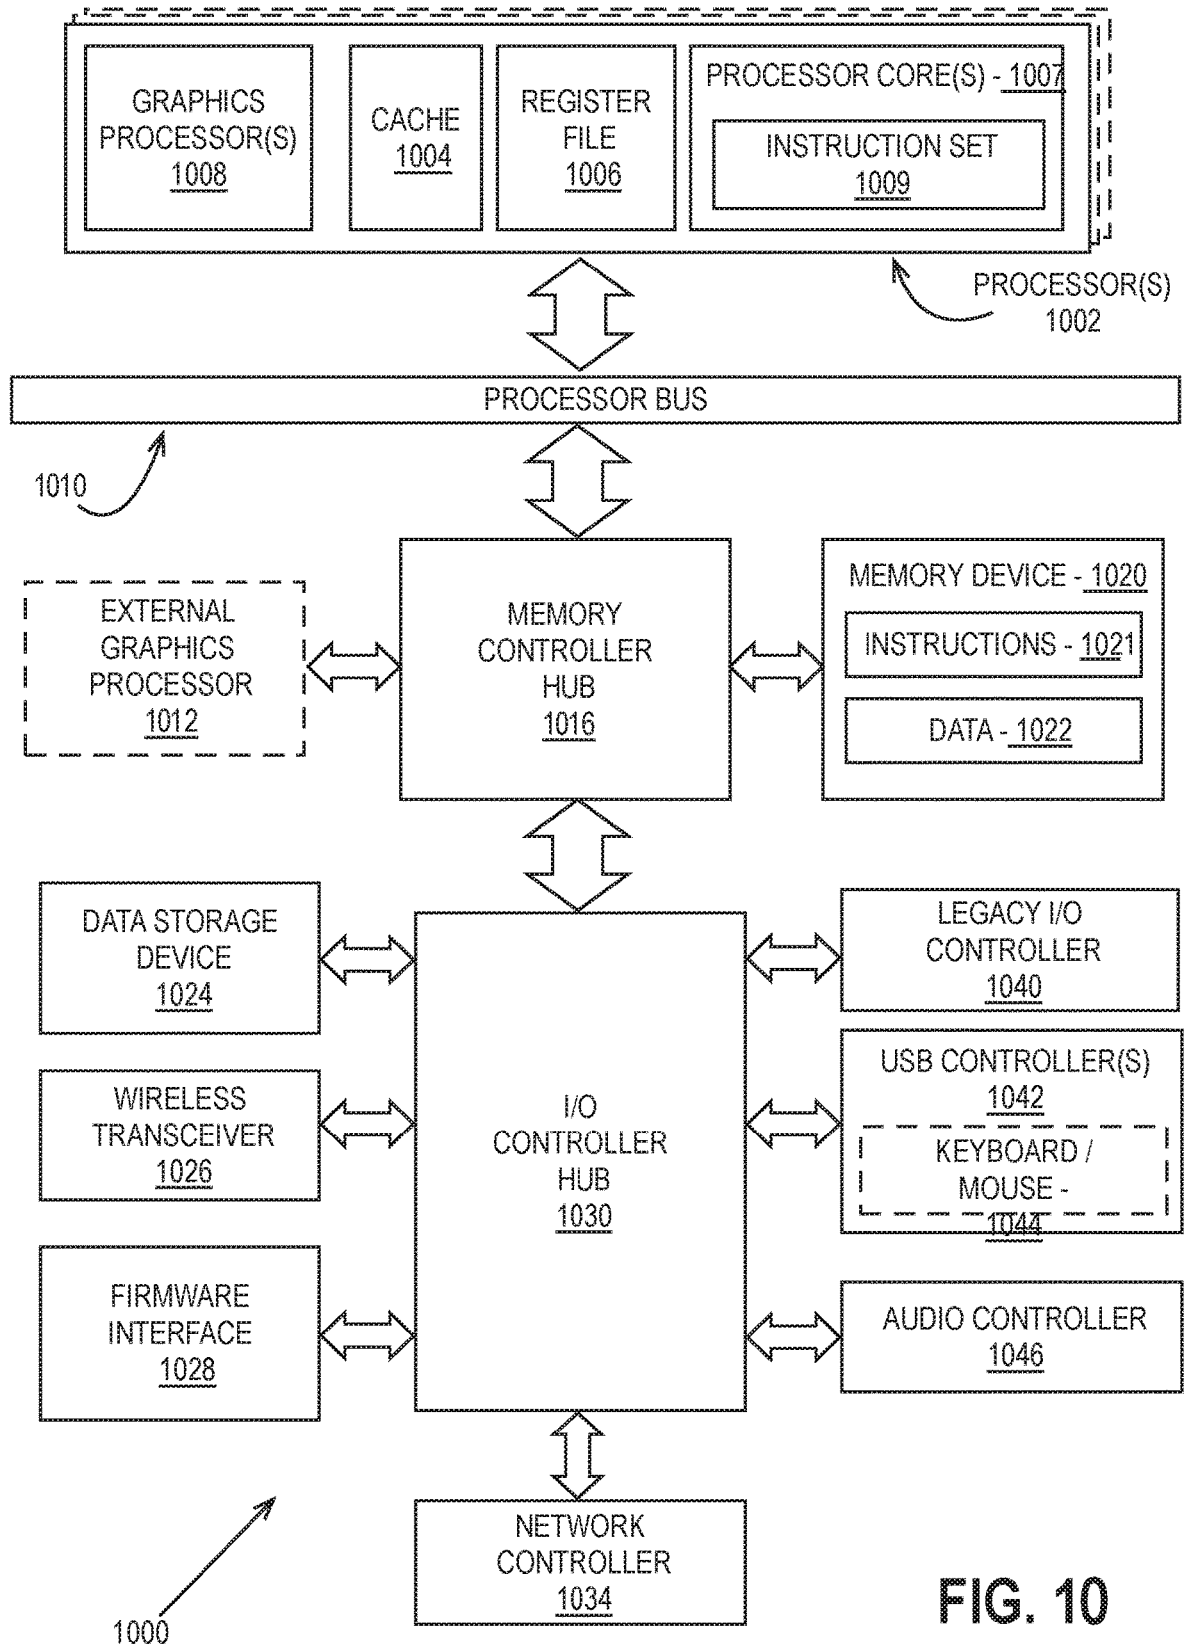 GRAPHICS
PROCESSOR(S)
1008
CACHE
1004
REGISTER
FILE
1006
PROCESSOR CORE(S) - 1007
INSTRUCTION SET
1009
PROCESSOR(S)
1002
PROCESSOR BUS
1010
EXTERNAL
GRAPHICS
PROCESSOR
1012
MEMORY
CONTROLLER
HUB
1016
MEMORY DEVICE - 1020
INSTRUCTIONS - 1021
DATA - 1022
DATA STORAGE
DEVICE
1024
WIRELESS
TRANSCEIVER
1026
FIRMWARE
INTERFACE
1028
I/O
CONTROLLER
HUB
1030
LEGACY I/O
CONTROLLER
1040
USB CONTROLLER(S)
1042
KEYBOARD /
MOUSE -
1044
AUDIO CONTROLLER
1046
NETWORK
CONTROLLER
1034
1000
FIG. 10